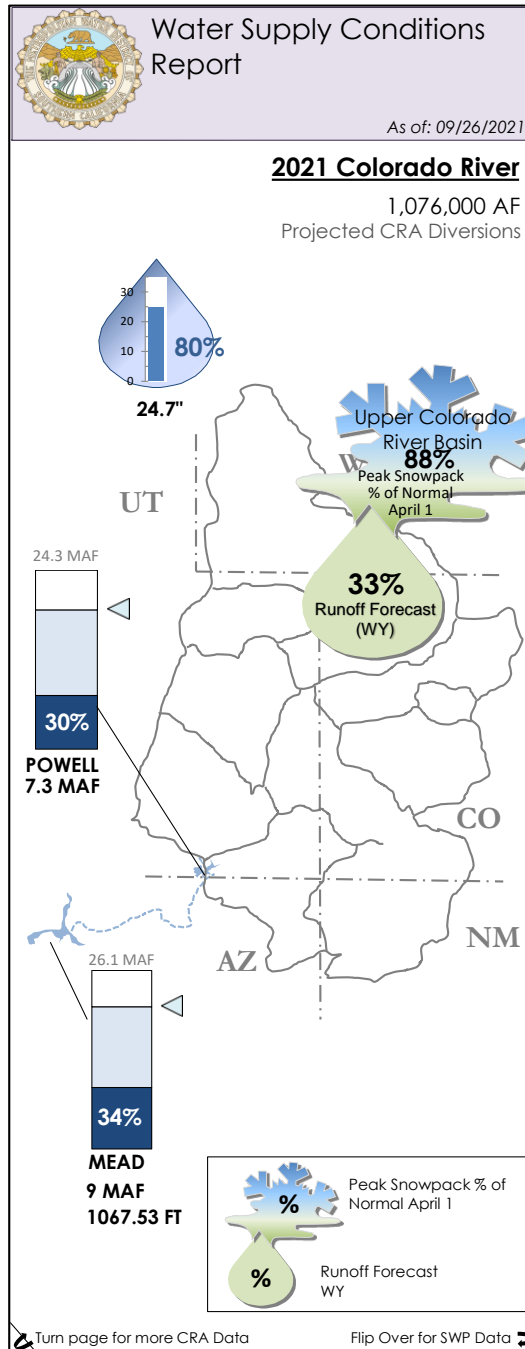 Water Supply Conditions
Report
As of: 09/26/2021
2021 Colorado River
1,076,000 AF
Projected CRA Diversions
30
20
10
0
80%
24.7"
Upper Colorado
River Basin
88%
Peak Snowpack
% of Normal
April 1
W
UT
33%
Runoff Forecast
(WY)
24.3 MAF
30%
POWELL
7.3 MAF
CO
NM
AZ
26.1 MAF
34%
MEAD
9 MAF
1067.53 FT
%
Peak Snowpack % of
Normal April 1
%
Runoff Forecast
WY
Turn page for more CRA Data
Flip Over for SWP Data